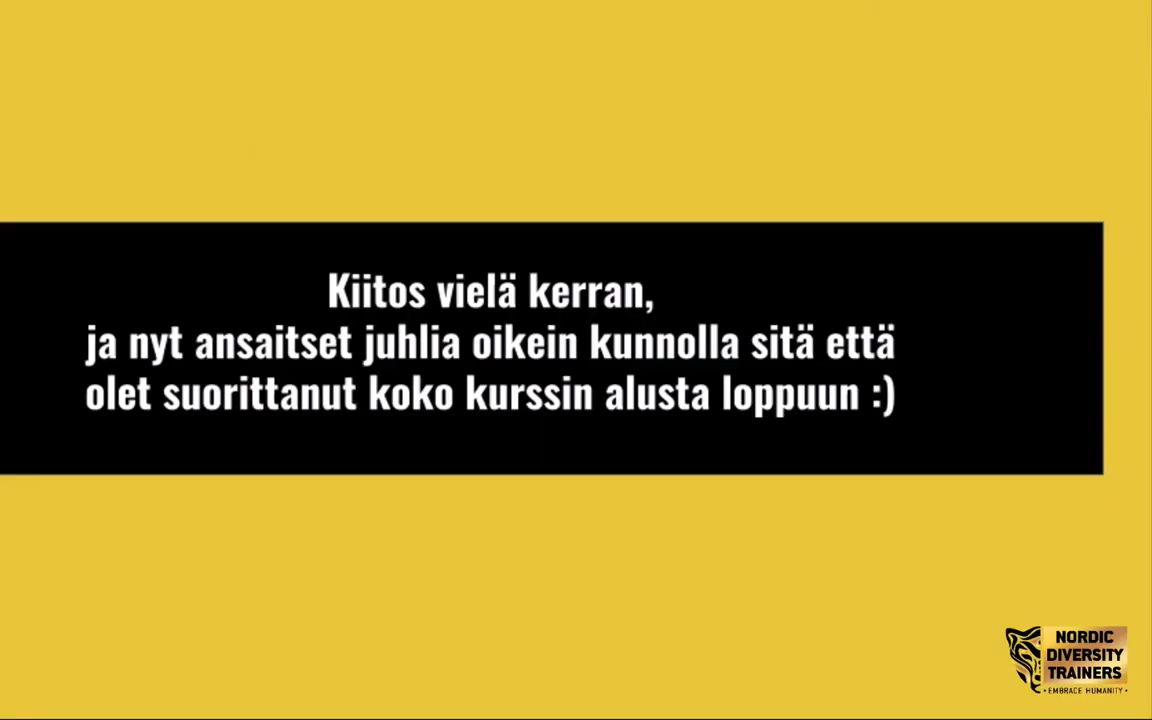 Kiitos vielä kerran,
ja nyt ansaitset juhlia oikein kunnolla sitä että
olet suorittanut koko kurssin alusta loppuun :)
NORDIC
DIVERSITY
TRAINERS
• EMBRACE HUMANITY •